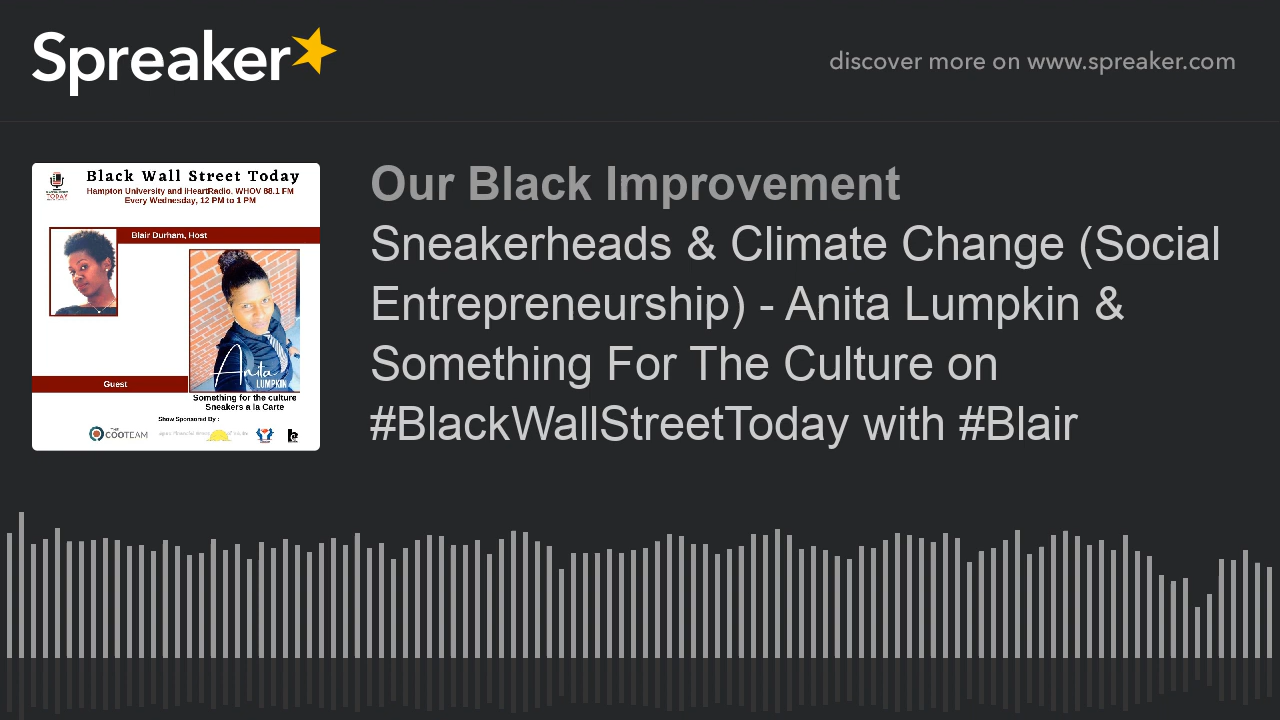 Spreaker
discover more on www.spreaker.com
Black Wall Street Today
Hampton University and iHeartRadio. WHOV 88.1 FM
Every Wednesday, 12 PM to 1 PM
TODAY
Blair Durham, Host
Anita
LUMPKIN
Guest
Something for the culture
Sneakers a la Carte
Show Sponsored By :
THE
COOTEAM
Our Black Improvement
Sneakerheads & Climate Change (Social
Entrepreneurship) - Anita Lumpkin &
Something For The Culture on
#BlackWallStreetToday with #Blair